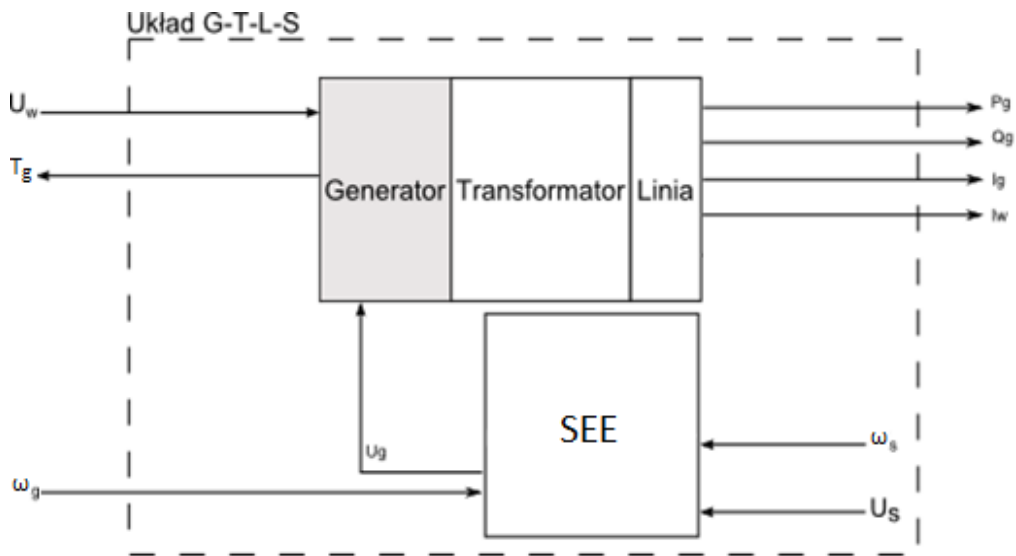 Układ G-T-L-S
Uw
Tg
Generator
Transformator
Linia
Pg
Qg
Ig
Iw
SEE
Ug
ωg
ωs
Us